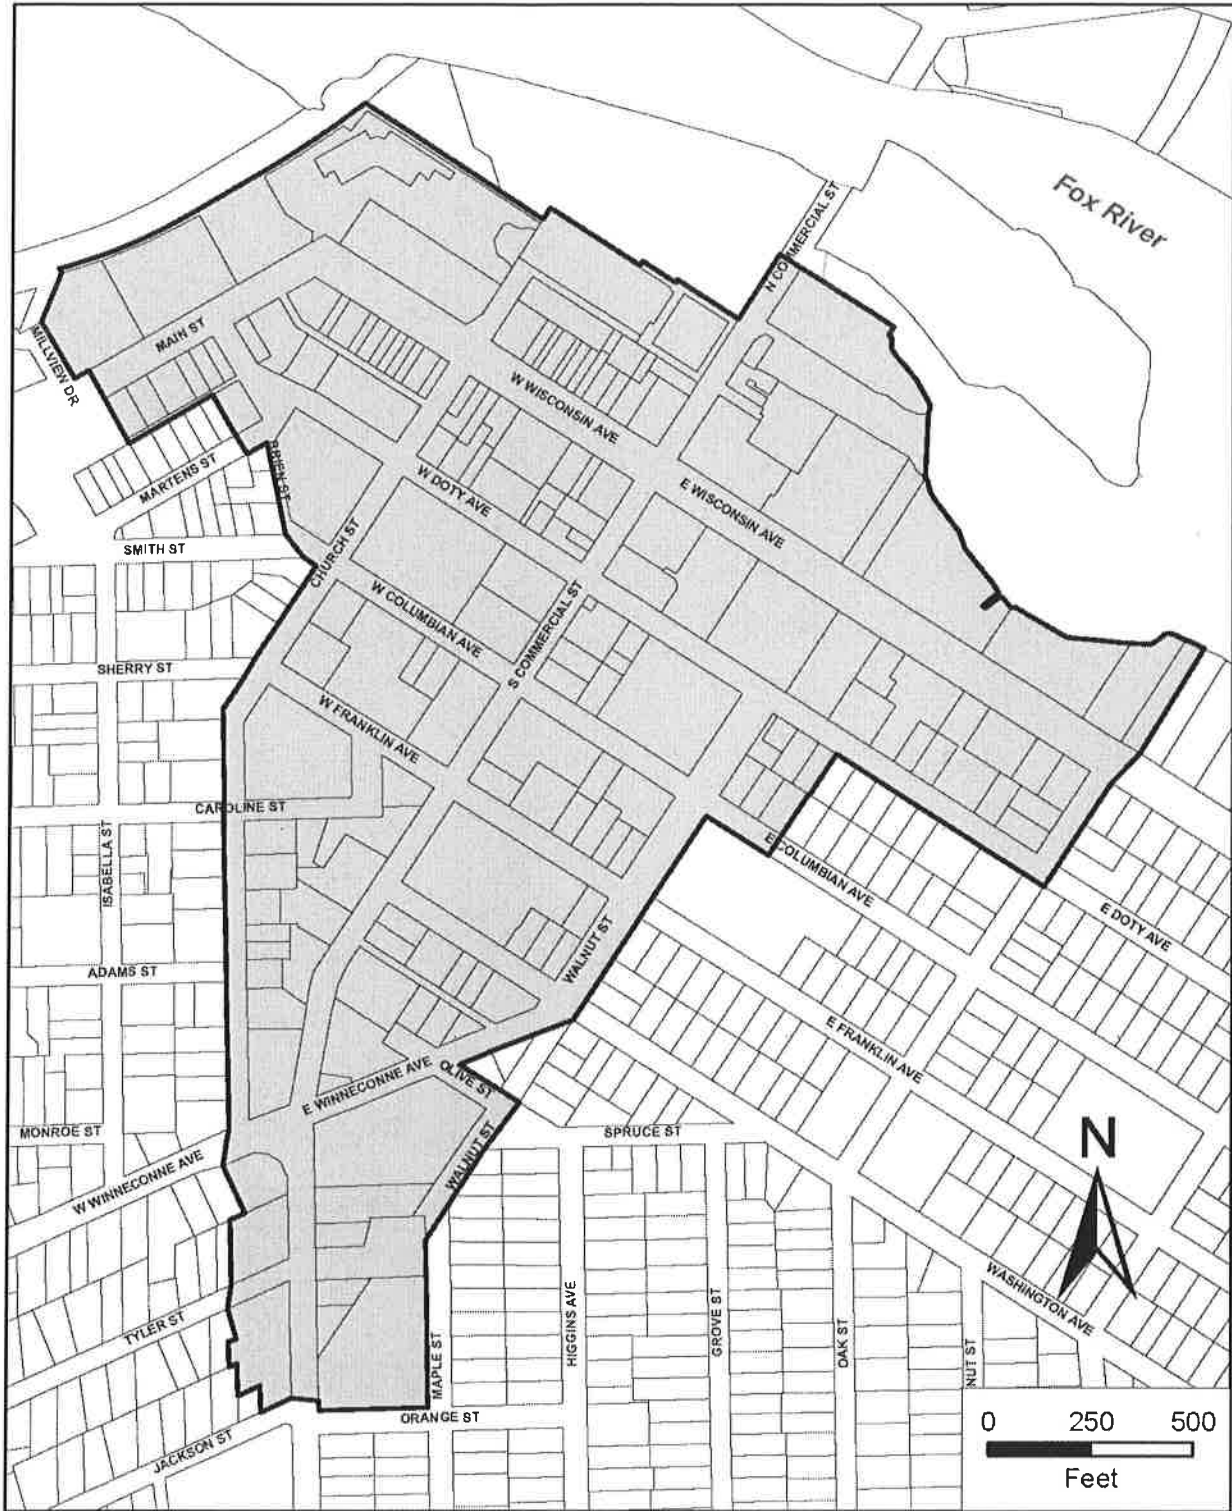 Fox River
N COMMERCIAL ST
MAIN ST
MILLVIEW DR
W WISCONSIN AVE
MARTENS ST
BRIEN ST
W DOTY AVE
E WISCONSIN AVE
SMITH ST
CHURCH ST
W COLUMBIAN AVE
S COMMERCIAL ST
SHERRY ST
W FRANKLIN AVE
CAROLINE ST
ISABELLA ST
E COLUMBIAN AVE
E DOTY AVE
WALNUT ST
ADAMS ST
E FRANKLIN AVE
E WINNECONNE AVE
OLIVE ST
MONROE ST
SPRUCE ST
N
WALNUT ST
W WINNECONNE AVE
WASHINGTON AVE
TYLER ST
MAPLE ST
HIGGINS AVE
GROVE ST
OAK ST
NUT ST
ORANGE ST
JACKSON ST
0 250 500
Feet